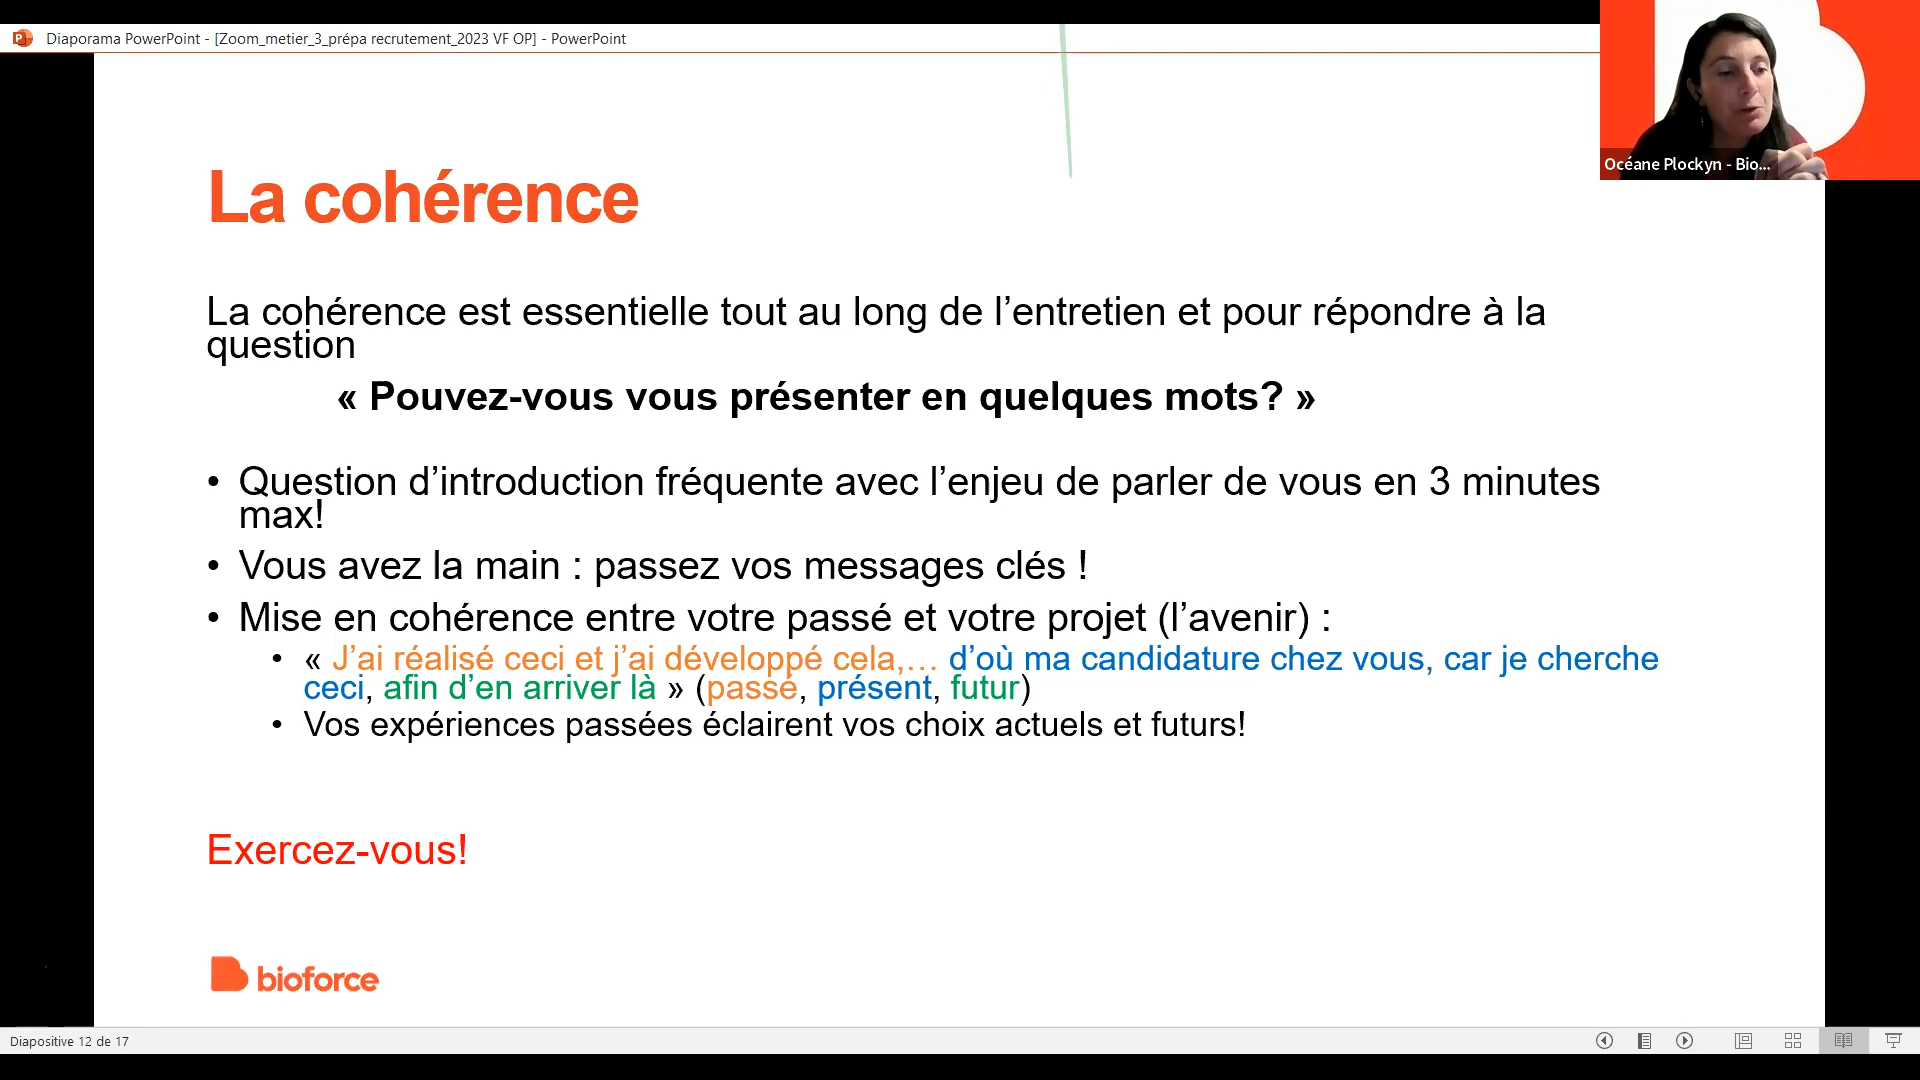 Diaporama PowerPoint - [Zoom_metier_3_prépa recrutement_2023 VF OP] - PowerPoint
Océane Plockyn - Bio...
La cohérence
La cohérence est essentielle tout au long de l’entretien et pour répondre à la
question
« Pouvez-vous vous présenter en quelques mots? »
• Question d’introduction fréquente avec l’enjeu de parler de vous en 3 minutes
max!
• Vous avez la main : passez vos messages clés !
• Mise en cohérence entre votre passé et votre projet (l’avenir) :
• « J’ai réalisé ceci et j’ai développé cela,… d’où ma candidature chez vous, car je cherche
ceci, afin d’en arriver là » (passé, présent, futur)
• Vos expériences passées éclairent vos choix actuels et futurs!
Exercez-vous!
bioforce
Diapositive 12 de 17